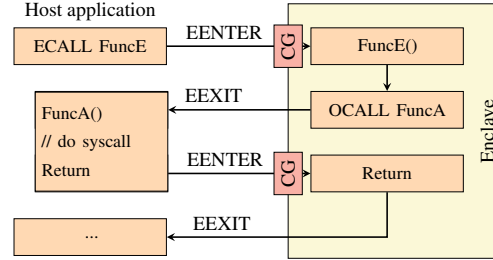 Host application
ECALL FuncE
EENTER
CG
FuncE()
EEXIT
OCALL FuncA
FuncA()
// do syscall
Return
EENTER
CG
Return
EEXIT
...
Enclave